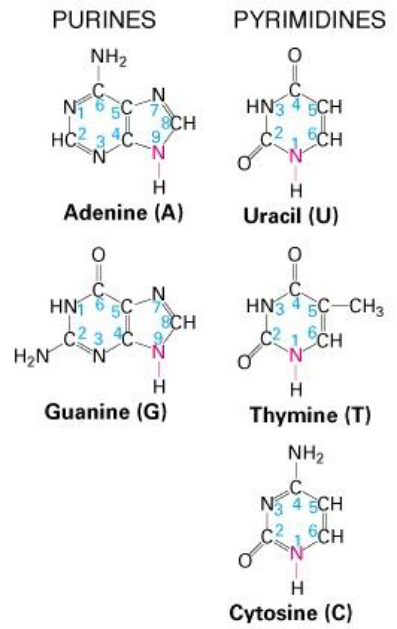 PURINES
PYRIMIDINES
NH₂
C N
N 1 6 5 7
8 CH
HC 2 3 4 9
N N
H
Adenine (A)
O
C
HN 3 4 5 CH
C 2 1 6 CH
O N
H
Uracil (U)
O
C N
HN 1 6 5 7
8 CH
2 3 4 9
H₂N N N
H
Guanine (G)
O
C
HN 3 4 5 CH₃
C 2 1 6 CH
O N
H
Thymine (T)
NH₂
C
N 3 4 5 CH
C 2 1 6 CH
O N
H
Cytosine (C)